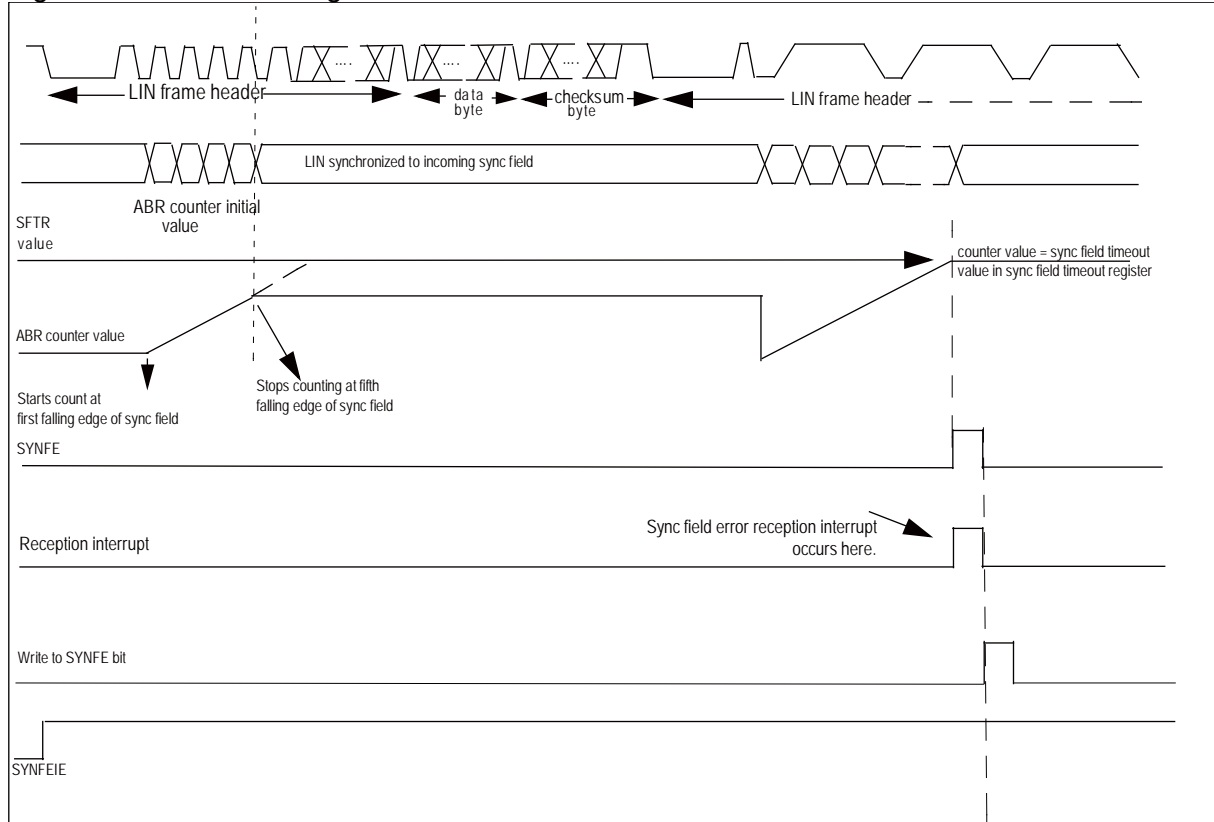 LIN frame header
data
byte
checksum
byte
LIN frame header
LIN synchronized to incoming sync field
ABR counter initial
value
SFTR
value
counter value = sync field timeout
value in sync field timeout register
ABR counter value
Stops counting at fifth
falling edge of sync field
Starts count at
first falling edge of sync field
SYNFE
Sync field error reception interrupt
occurs here.
Reception interrupt
Write to SYNFE bit
SYNFEIE